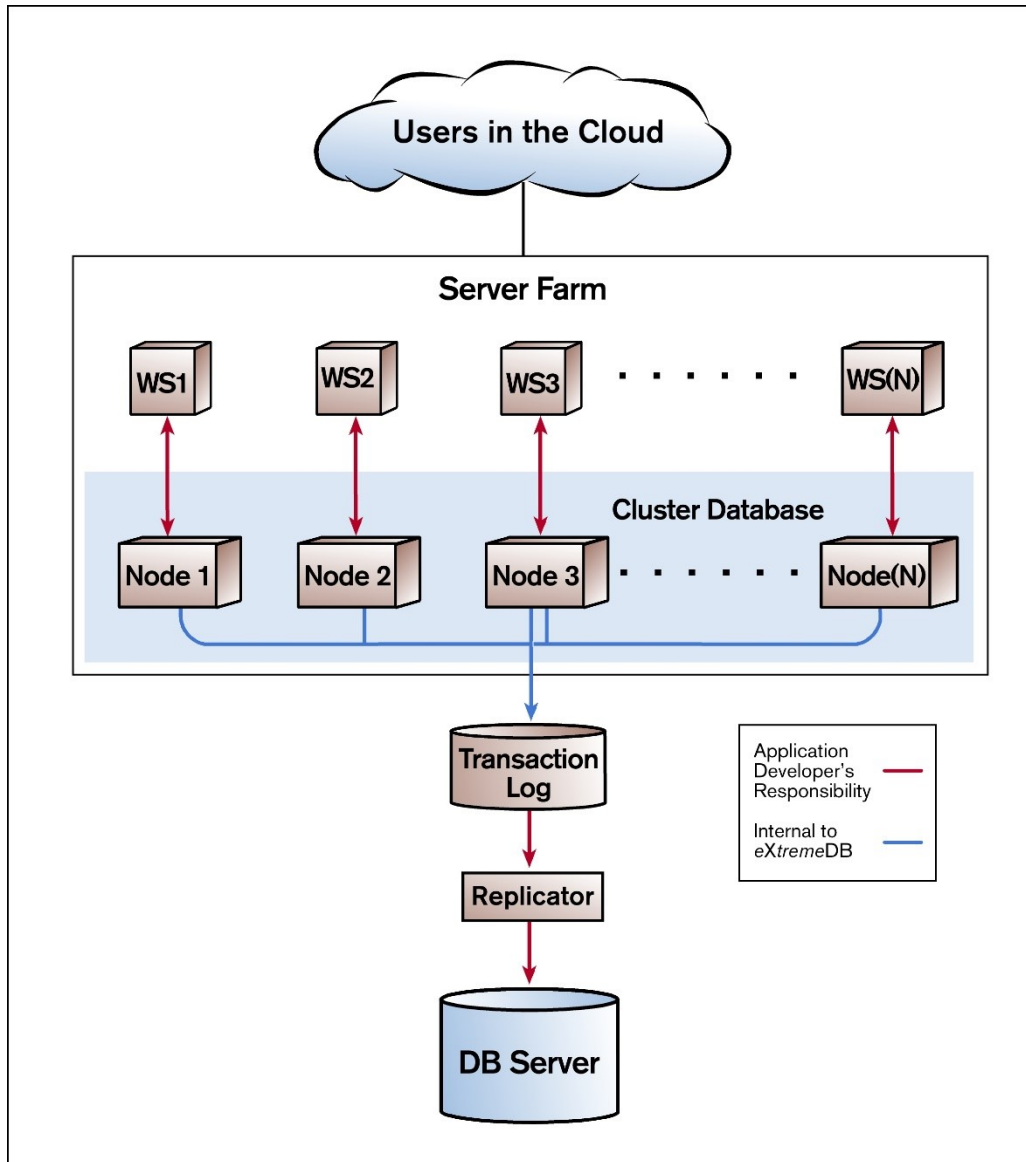 Users in the Cloud
Server Farm
WS1
WS2
WS3
WS(N)
Cluster Database
Node 1
Node 2
Node 3
Node(N)
Transaction
Log
Application
Developer's
Responsibility
Internal to
eXtremeDB
Replicator
DB Server